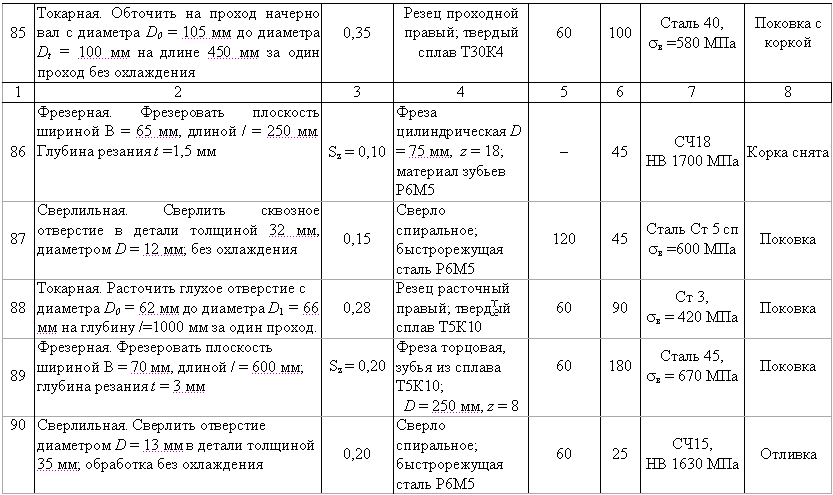 85
Токарная. Обточить на проход начерно
вал с диаметра D0 = 105 мм до диаметра
Dt = 100 мм на длине 450 мм за один
проход без охлаждения
0,35
Резец проходной
правый; твердый
сплав Т30К4
60
100
Сталь 40,
σв =580 МПа
Поковка с
коркой
1 2 3 4 5 6 7 8
86
Фрезерная. Фрезеровать плоскость
шириной В = 65 мм, длиной l = 250 мм
Глубина резания t =1,5 мм
Sz = 0,10
Фреза
цилиндрическая D
= 75 мм, z = 18;
материал зубьев
Р6М5
–
45
СЧ18
НВ 1700 МПа
Корка снята
87
Сверлильная. Сверлить сквозное
отверстие в детали толщиной 32 мм,
диаметром D = 12 мм; без охлаждения
0,15
Сверло
спиральное;
быстрорежущая
сталь Р6М5
120
45
Сталь Ст 5 сп
σв =600 МПа
Поковка
88
Токарная. Расточить глухое отверстие с
диаметра D0 = 62 мм до диаметра D1 = 66
мм на глубину l=1000 мм за один проход.
0,28
Резец расточный
правый; твердый
сплав Т5К10
60
90
Ст 3,
σв = 420 МПа
Поковка
89
Фрезерная. Фрезеровать плоскость
шириной В = 70 мм, длиной l = 600 мм;
глубина резания t = 3 мм
Sz = 0,20
Фреза торцовая,
зубья из сплава
Т5К10;
D = 250 мм, z = 8
60
180
Сталь 45,
σв = 670 МПа
Поковка
90
Сверлильная. Сверлить отверстие
диаметром D = 13 мм в детали толщиной
35 мм; обработка без охлаждения
0,20
Сверло
спиральное;
быстрорежущая
сталь Р6М5
60
25
СЧ15,
НВ 1630 МПа
Отливка